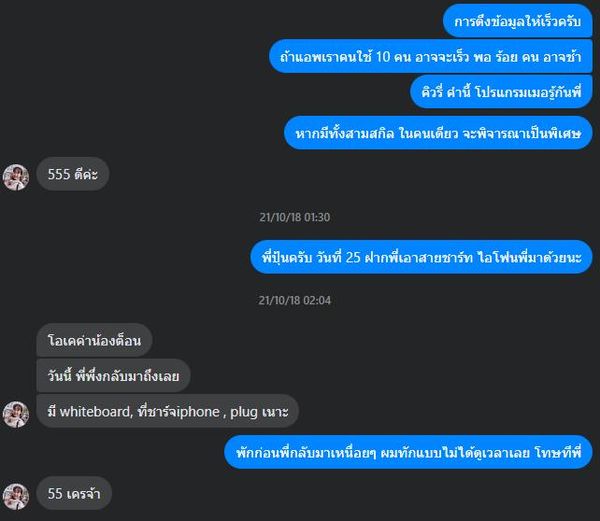 การดึงข้อมูลให้เร็วครับ
ถ้าแอพเราคนใช้ 10 คน อาจจะเร็ว พอ ร้อย คน อาจช้า
คิวรี่ คำนี้ โปรแกรมเมอรู้กันพี่
หากมีทั้งสามสกิล ในคนเดียว จะพิจารณาเป็นพิเศษ
555 ดีค่ะ
21/10/18 01:30
พี่ปุ้นครับ วันที่ 25 ฝากพี่เอาสายชาร์ท ไอโฟนพี่มาด้วยนะ
21/10/18 02:04
โอเคค่าน้องต็อน
วันนี้ พี่พึ่งกลับมาถึงเลย
มี whiteboard, ที่ชาร์จiphone , plug เนาะ
พักก่อนพี่กลับมาเหนื่อยๆ ผมทักแบบไม่ได้ดูเวลาเลย โทษทีพี่
55 เครจ้า